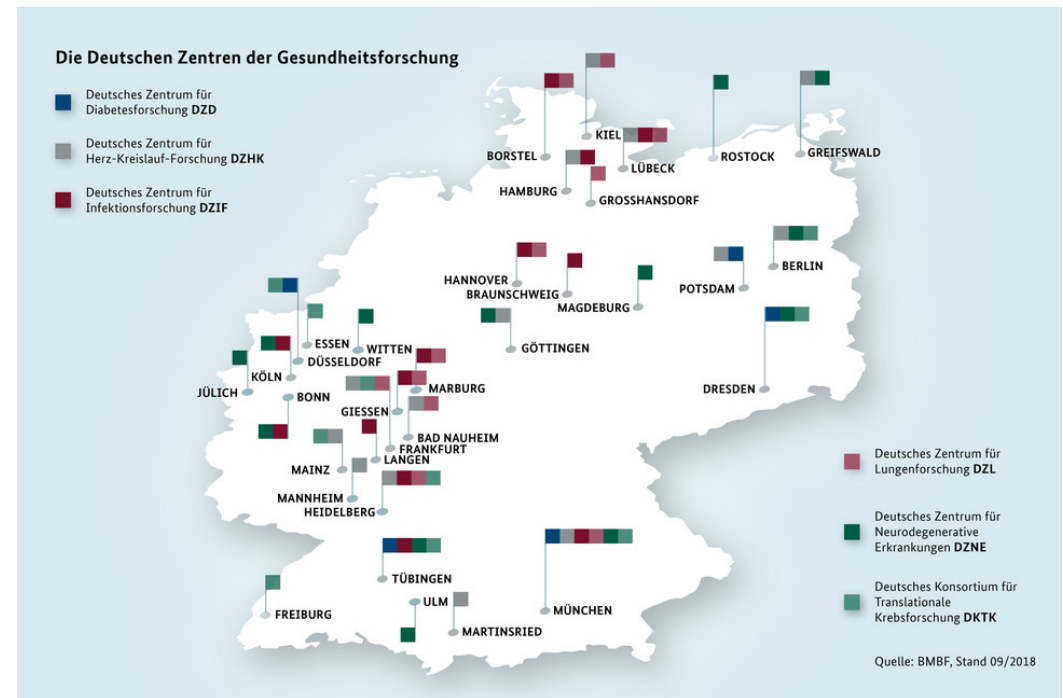 Die Deutschen Zentren der Gesundheitsforschung
Deutsches Zentrum für
Diabetesforschung DZD
Deutsches Zentrum für
Herz-Kreislauf-Forschung DZHK
Deutsches Zentrum für
Infektionsforschung DZIF
KIEL
BORSTEL
LÜBECK
ROSTOCK
GREIFSWALD
HAMBURG
GROSSHANSDORF
HANNOVER
BRAUNSCHWEIG
MAGDEBURG
POTSDAM
BERLIN
ESSEN
WITTEN
GÖTTINGEN
DÜSSELDORF
KÖLN
JÜLICH
BONN
MARBURG
DRESDEN
GIESSEN
BAD NAUHEIM
FRANKFURT
LANGEN
MAINZ
MANNHEIM
HEIDELBERG
TÜBINGEN
ULM
FREIBURG
MARTINSRIED
MÜNCHEN
Deutsches Zentrum für
Lungenforschung DZL
Deutsches Zentrum für
Neurodegenerative
Erkrankungen DZNE
Deutsches Konsortium für
Translationale
Krebsforschung DKTK
Quelle: BMBF, Stand 09/2018